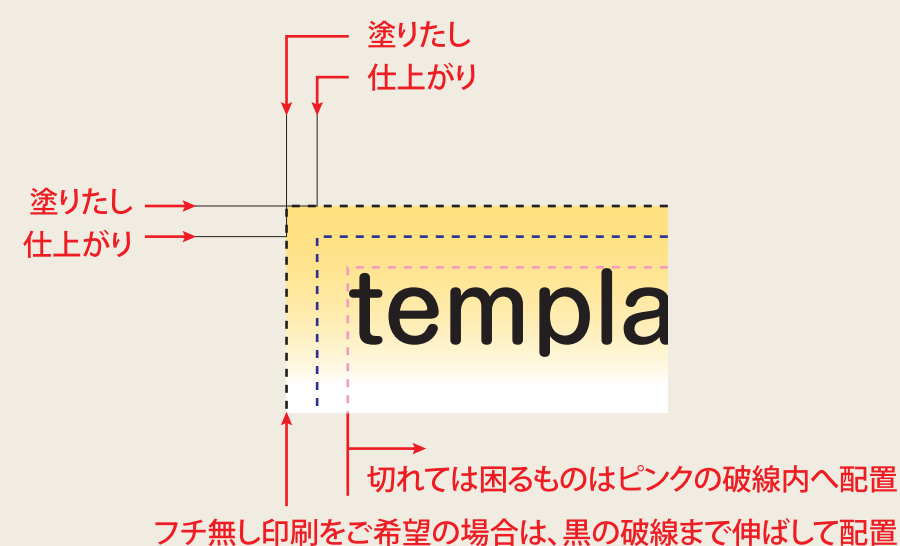 塗りたし
仕上がり
塗りたし
仕上がり
templa
切れては困るものはピンクの破線内へ配置
フチ無し印刷をご希望の場合は、黒の破線まで伸ばして配置